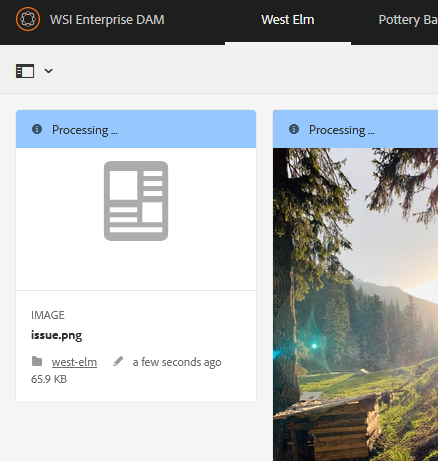 WSI Enterprise DAM
West Elm
Pottery Ba
Processing ...
Processing ...
IMAGE
issue.png
west-elm
a few seconds ago
65.9 KB